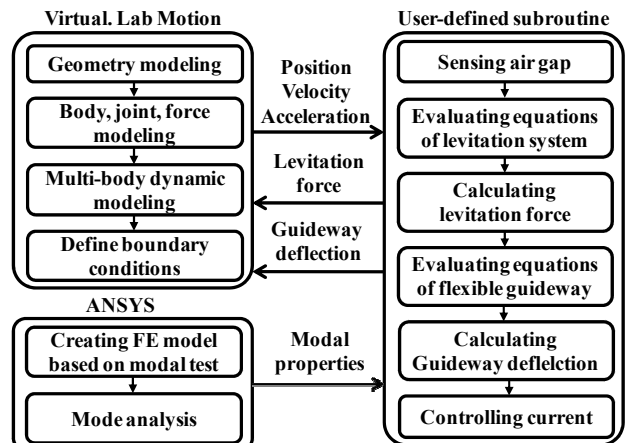 Virtual. Lab Motion
Geometry modeling
Body, joint, force
modeling
Multi-body dynamic
modeling
Define boundary
conditions
ANSYS
Creating FE model
based on modal test
Mode analysis
Position
Velocity
Acceleration
Levitation
force
Guideway
deflection
Modal
properties
User-defined subroutine
Sensing air gap
Evaluating equations
of levitation system
Calculating
levitation force
Evaluating equations
of flexible guideway
Calculating
Guideway deflelction
Controlling current